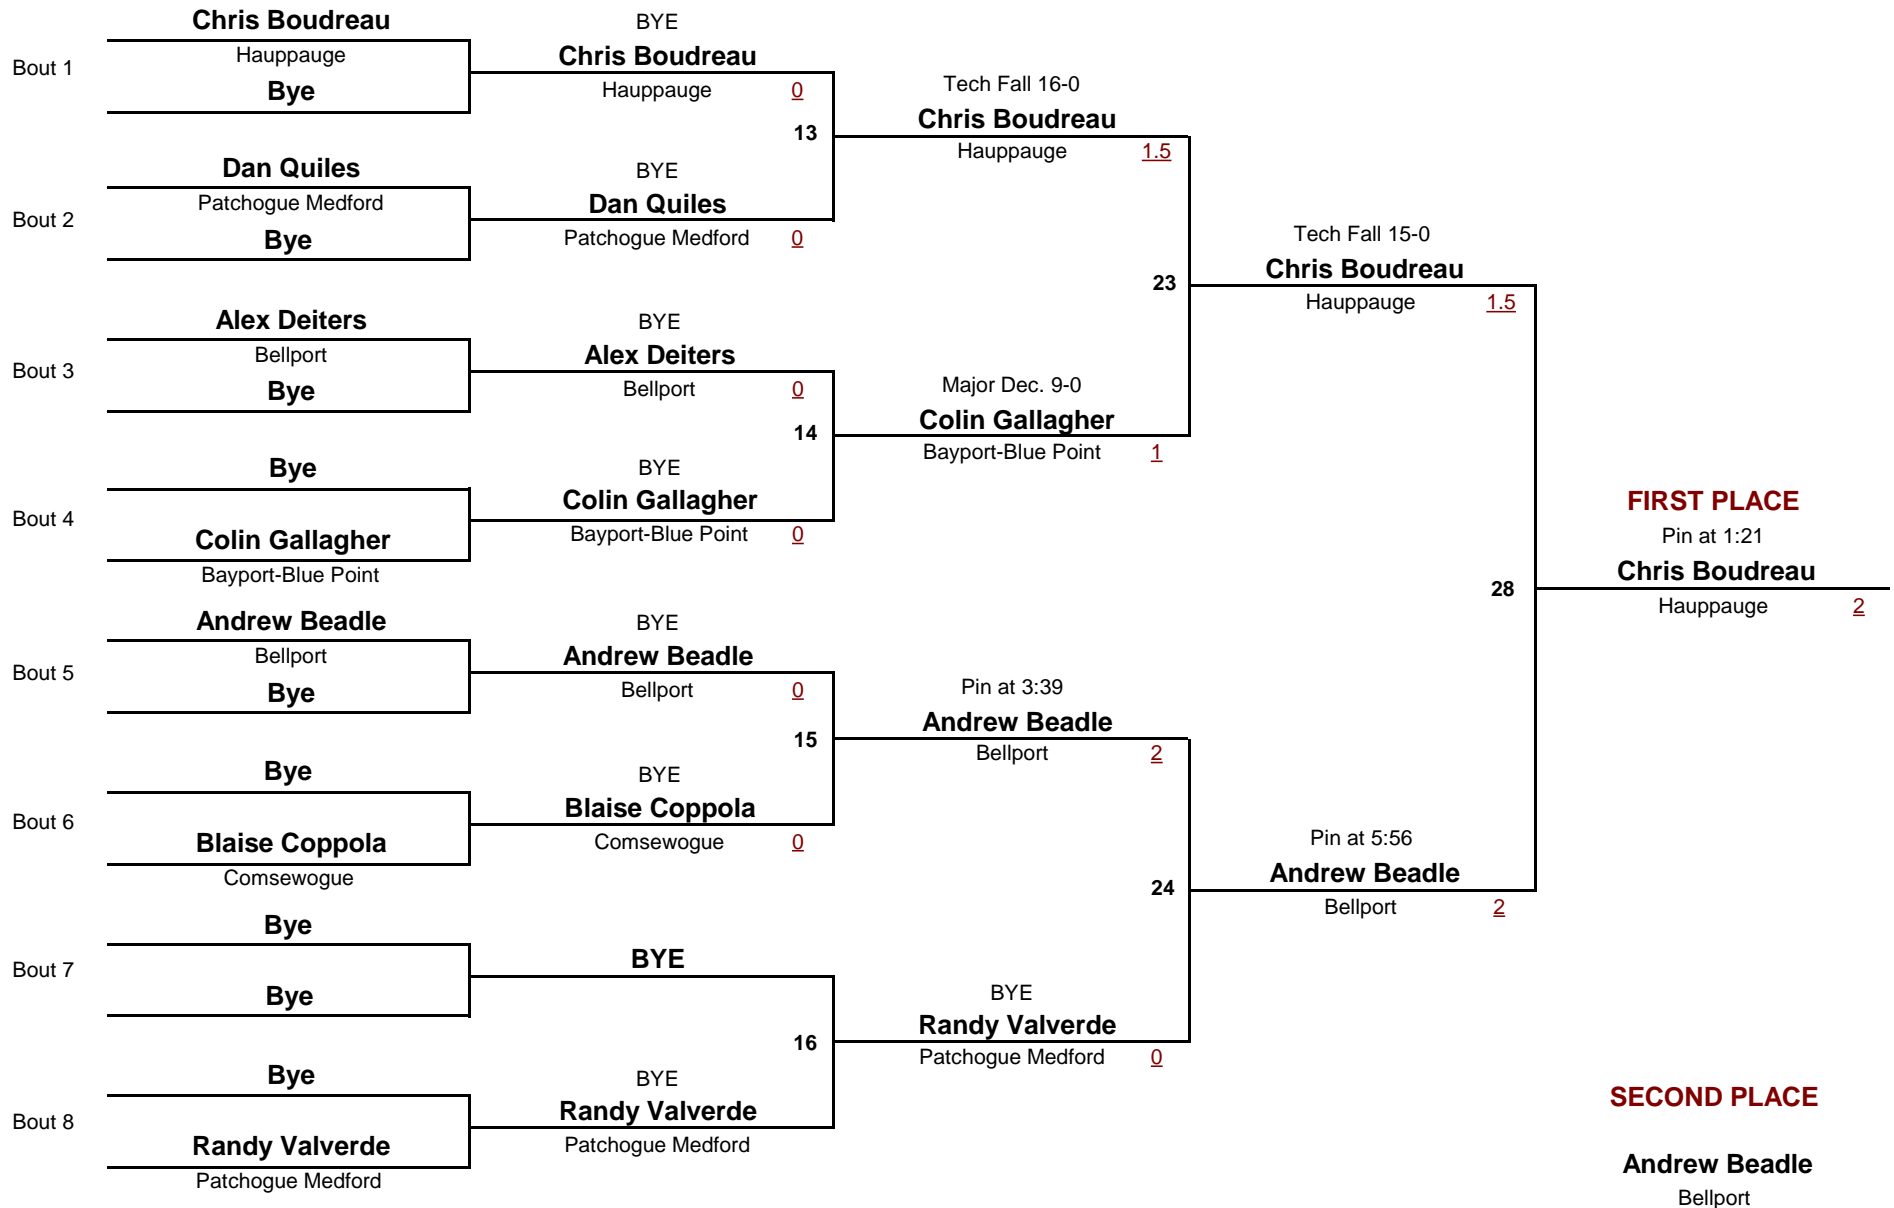 Bout 1
Chris Boudreau
Hauppauge
Bye
Bout 2
Dan Quiles
Patchogue Medford
Bye
Bout 3
Alex Deiters
Bellport
Bye
Bout 4
Bye
Colin Gallagher
Bayport-Blue Point
Bout 5
Andrew Beadle
Bellport
Bye
Bout 6
Bye
Blaise Coppola
Comsewogue
Bout 7
Bye
Bye
Bout 8
Bye
Randy Valverde
Patchogue Medford
BYE
Chris Boudreau
Hauppauge 0
13
BYE
Dan Quiles
Patchogue Medford 0
BYE
Alex Deiters
Bellport 0
14
BYE
Colin Gallagher
Bayport-Blue Point 0
BYE
Andrew Beadle
Bellport 0
15
BYE
Blaise Coppola
Comsewogue 0
BYE
16
BYE
Randy Valverde
Patchogue Medford
Tech Fall 16-0
Chris Boudreau
Hauppauge 1.5
23
Major Dec. 9-0
Colin Gallagher
Bayport-Blue Point 1
Pin at 3:39
Andrew Beadle
Bellport 2
24
BYE
Randy Valverde
Patchogue Medford 0
Tech Fall 15-0
Chris Boudreau
Hauppauge 1.5
28
Pin at 5:56
Andrew Beadle
Bellport 2
FIRST PLACE
Pin at 1:21
Chris Boudreau
Hauppauge 2
SECOND PLACE
Andrew Beadle
Bellport